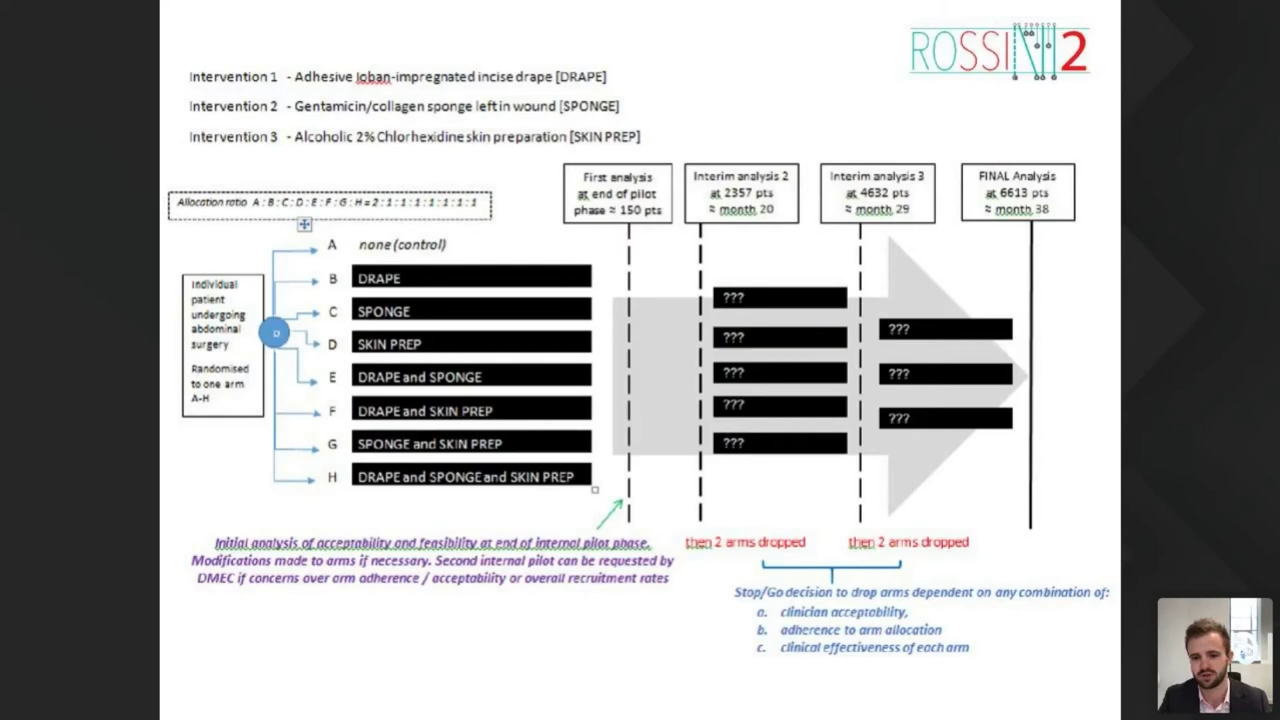 ROSSINI 2
Intervention 1 - Adhesive Ioban-impregnated incise drape [DRAPE]
Intervention 2 - Gentamicin/collagen sponge left in wound [SPONGE]
Intervention 3 - Alcoholic 2% Chlorhexidine skin preparation [SKIN PREP]
First analysis
at end of pilot
phase ≈ 150 pts
Interim analysis 2
at 2357 pts
≈ month 20
Interim analysis 3
at 4632 pts
≈ month 29
FINAL Analysis
at 6613 pts
≈ month 38
Allocation ratio A : B : C : D : E : F : G : H = 2 : 1 : 1 : 1 : 1 : 1 : 1 : 1
Individual
patient
undergoing
abdominal
surgery
Randomised
to one arm
A-H
A none (control)
B DRAPE
C SPONGE
D SKIN PREP
E DRAPE and SPONGE
F DRAPE and SKIN PREP
G SPONGE and SKIN PREP
H DRAPE and SPONGE and SKIN PREP
???
???
???
???
???
???
???
???
Initial analysis of acceptability and feasibility at end of internal pilot phase.
Modifications made to arms if necessary. Second internal pilot can be requested by
DMEC if concerns over arm adherence / acceptability or overall recruitment rates
then 2 arms dropped
then 2 arms dropped
Stop/Go decision to drop arms dependent on any combination of:
a. clinician acceptability,
b. adherence to arm allocation
c. clinical effectiveness of each arm